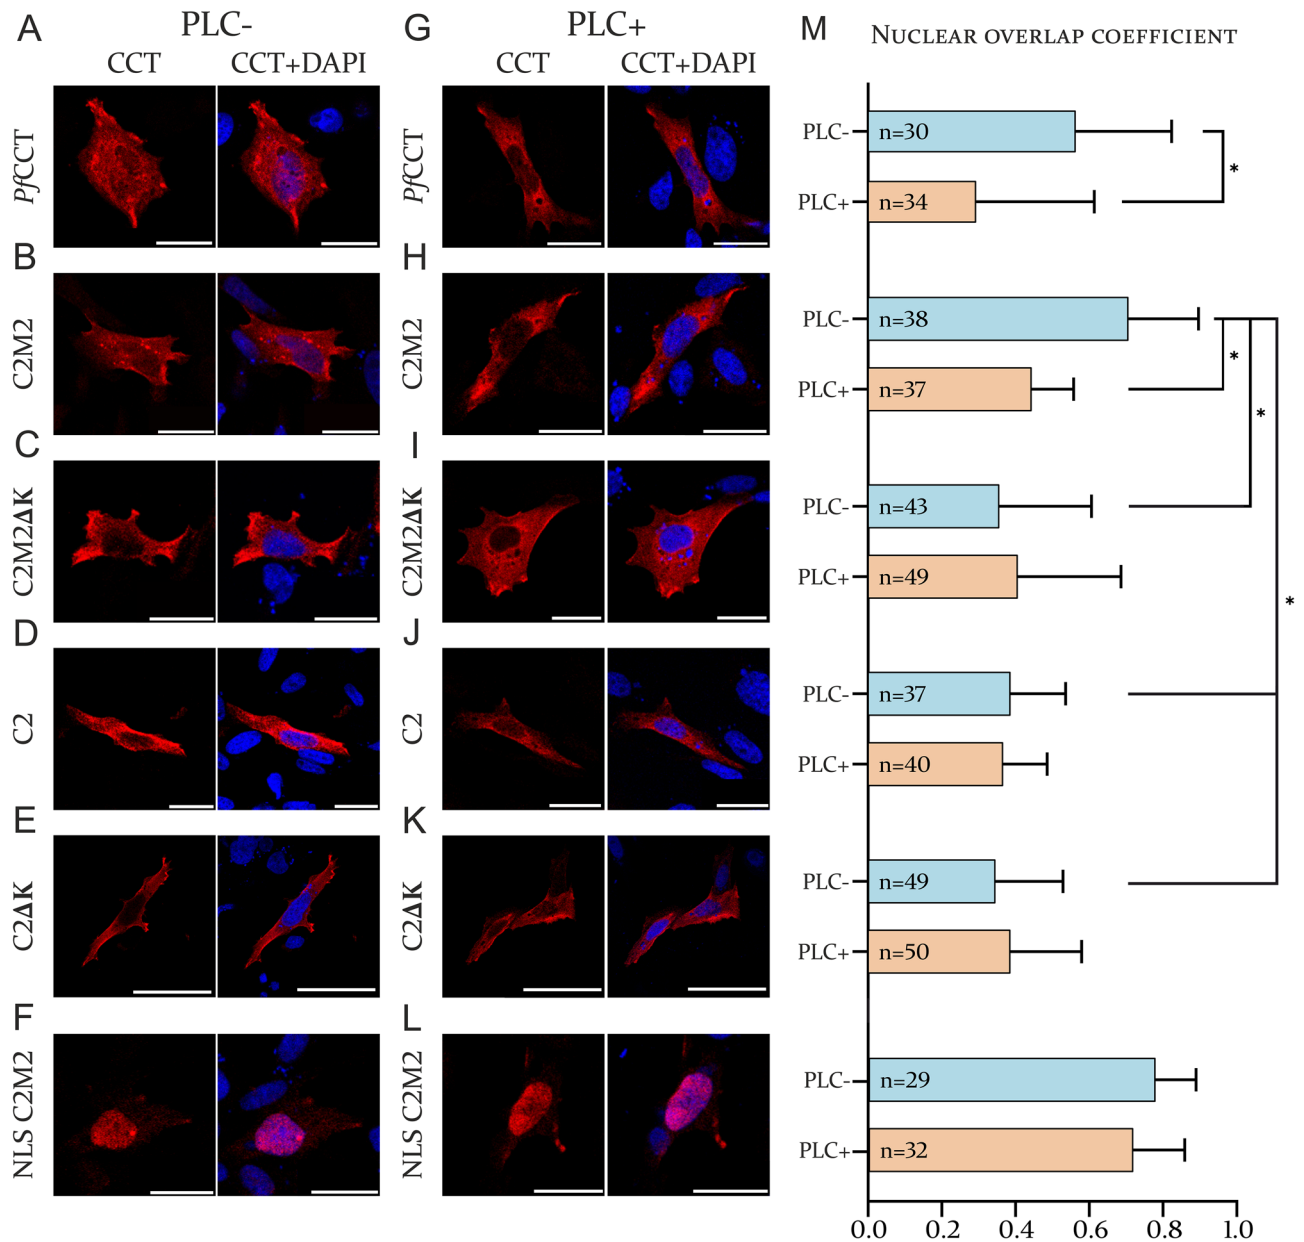 A PLC- G PLC+ M NUCLEAR OVERLAP COEFFICIENT
CCT CCT+DAPI CCT CCT+DAPI
PfCCT PfCCT
B H
C2M2 C2M2
C I
C2M2ΔK C2M2ΔK
D J
C2 C2
E K
C2ΔK C2ΔK
F L
NLS C2M2 NLS C2M2
PLC- n=30
*
PLC+ n=34
PLC- n=38
*
PLC+ n=37
*
PLC- n=43
PLC+ n=49
*
PLC- n=37
PLC+ n=40
PLC- n=49
PLC+ n=50
PLC- n=29
PLC+ n=32
0.0 0.2 0.4 0.6 0.8 1.0